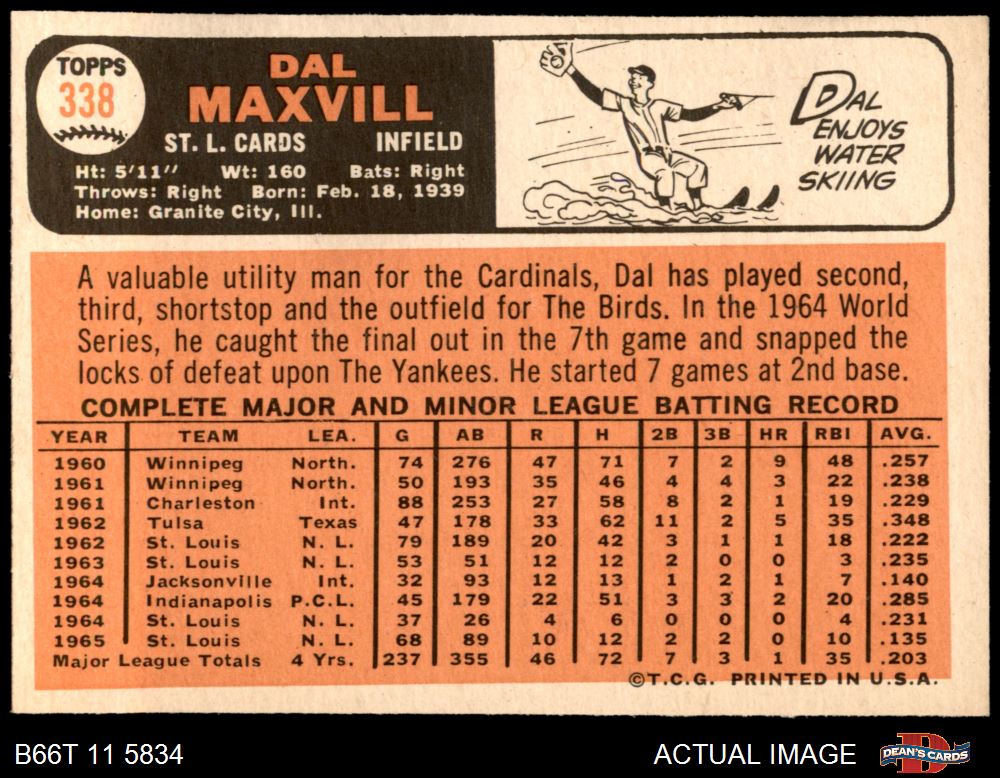 TOPPS
338
DAL
MAXVILL
ST. L. CARDS INFIELD
Ht: 5'11" Wt: 160 Bats: Right
Throws: Right Born: Feb. 18, 1939
Home: Granite City, Ill.
DAL
ENJOYS
WATER
SKIING
A valuable utility man for the Cardinals, Dal has played second,
third, shortstop and the outfield for The Birds. In the 1964 World
Series, he caught the final out in the 7th game and snapped the
locks of defeat upon The Yankees. He started 7 games at 2nd base.
COMPLETE MAJOR AND MINOR LEAGUE BATTING RECORD
YEAR TEAM LEA. G AB R H 2B 3B HR RBI AVG.
1960 Winnipeg North. 74 276 47 71 7 2 9 48 .257
1961 Winnipeg North. 50 193 35 46 4 4 3 22 .238
1961 Charleston Int. 88 253 27 58 8 2 1 19 .229
1962 Tulsa Texas 47 178 33 62 11 2 5 35 .348
1962 St. Louis N. L. 79 189 20 42 3 1 1 18 .222
1963 St. Louis N. L. 53 51 12 12 2 0 0 3 .235
1964 Jacksonville Int. 32 93 12 13 1 2 1 7 .140
1964 Indianapolis P.C.L. 45 179 22 51 3 3 2 20 .285
1964 St. Louis N. L. 37 26 4 6 0 0 0 4 .231
1965 St. Louis N. L. 68 89 10 12 2 2 0 10 .135
Major League Totals 4 Yrs. 237 355 46 72 7 3 1 35 .203
©T.C.G. PRINTED IN U.S.A.
B66T 11 5834 ACTUAL IMAGE DEAN'S CARDS